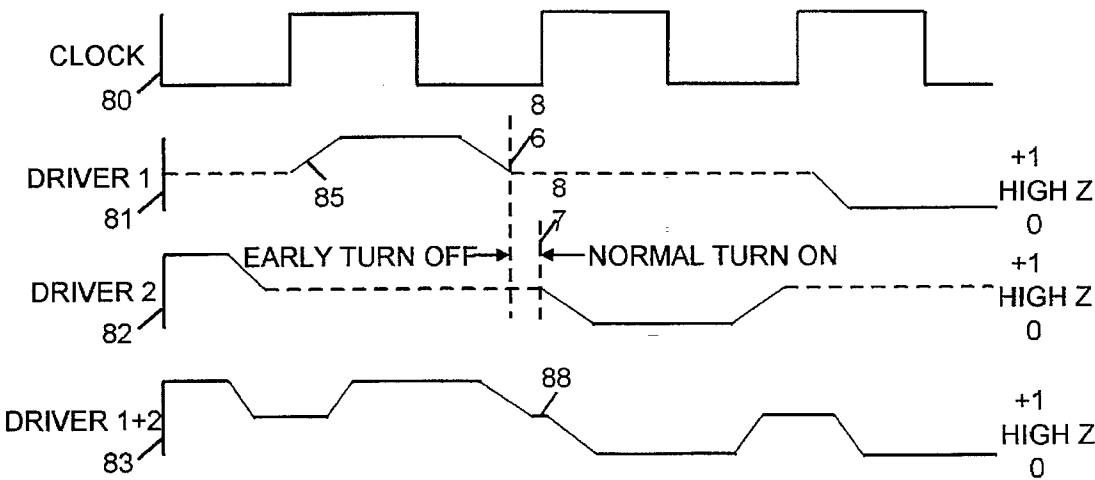 CLOCK
80
8
6
DRIVER 1
81
85
+1
HIGH Z
0
8
7
EARLY TURN OFF
NORMAL TURN ON
DRIVER 2
82
+1
HIGH Z
0
88
DRIVER 1+2
83
+1
HIGH Z
0